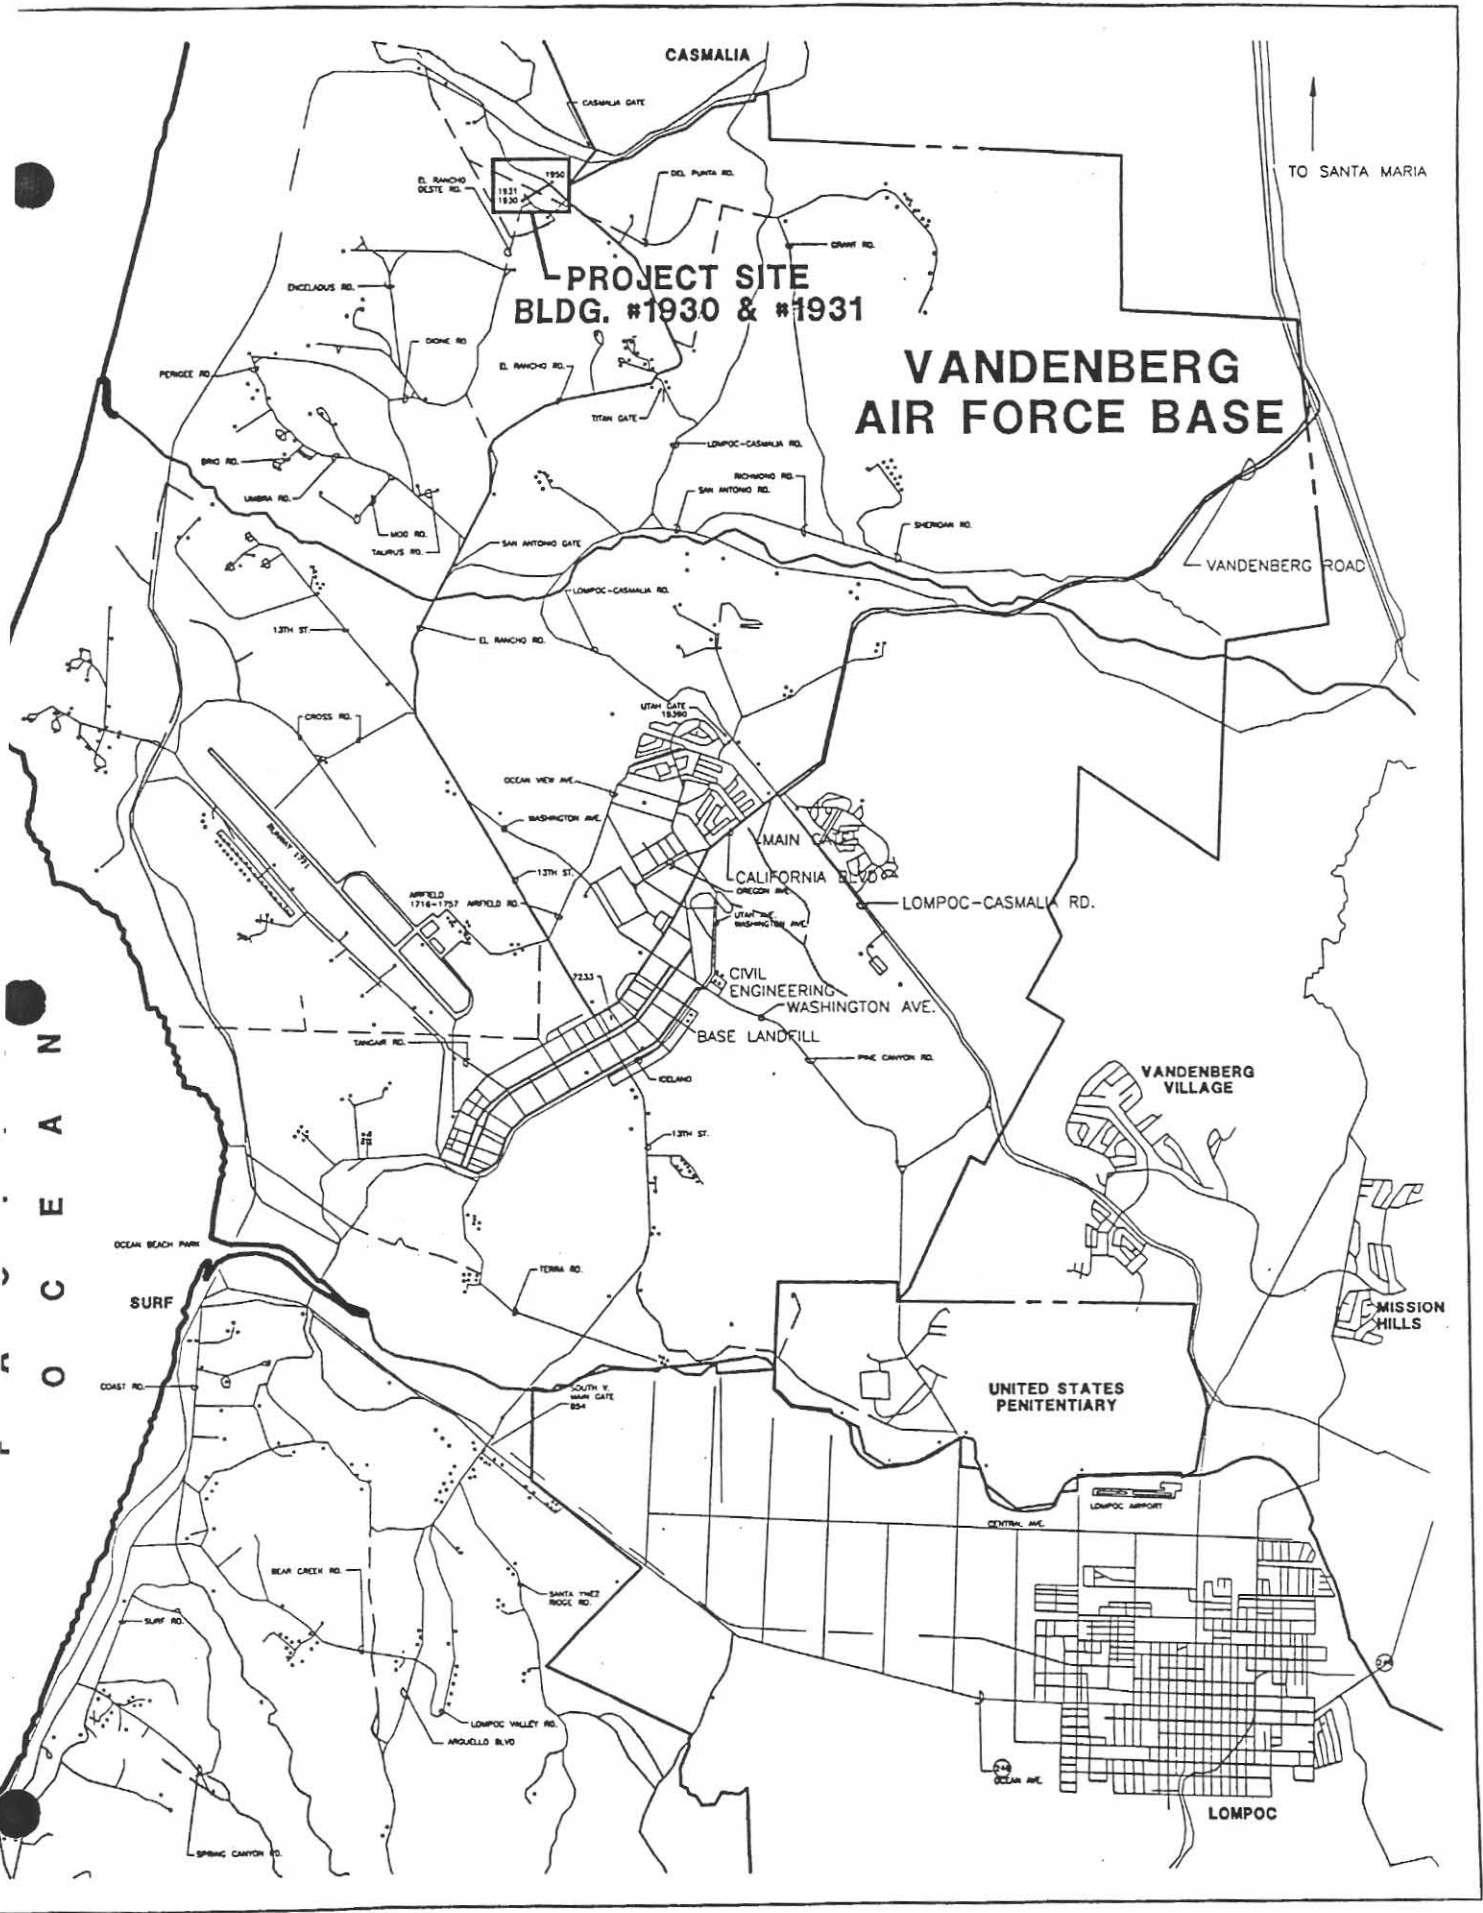 CASMALIA
CASMALIA GATE
TO SANTA MARIA
EL RANCHO
OESTE RD.
1950
1931
1930
DEL PUNTA RD.
GRANT RD.
PROJECT SITE
BLDG. #1930 & #1931
ENCELADUS RD.
DIONE RD
PERIGEE RD.
EL RANCHO RD.
VANDENBERG
AIR FORCE BASE
TITAN GATE
LOMPOC-CASMALIA RD.
BRIO RD.
UMBRA RD.
MOD RD.
TAURUS RD.
RICHMOND RD.
SAN ANTONIO RD.
SHERIDAN RD.
SAN ANTONIO GATE
VANDENBERG ROAD
LOMPOC-CASMALIA RD.
13TH ST.
EL RANCHO RD.
CROSS RD.
UTAH GATE
OCEAN VIEW AVE.
WASHINGTON AVE.
RUNWAY
MAIN GATE
13TH ST.
CALIFORNIA BLVD
OREGON AVE.
LOMPOC-CASMALIA RD.
AIRFIELD
1716-1757
AIRFIELD RD.
UTAH AVE.
WASHINGTON AVE.
7233
CIVIL
ENGINEERING
WASHINGTON AVE.
BASE LANDFILL
TANGAIR RD.
PINE CANYON RD.
ICELAND
OCEAN
VANDENBERG
VILLAGE
13TH ST.
OCEAN BEACH PARK
TERRA RD.
SURF
MISSION
HILLS
COAST RD.
SOUTH V.
MAIN GATE
854
UNITED STATES
PENITENTIARY
LOMPOC AIRPORT
CENTRAL AVE.
BEAR CREEK RD.
SANTA YNEZ
RIDGE RD.
SURF RD.
246
LOMPOC VALLEY RD.
ARGUELLO BLVD
246
OCEAN AVE.
LOMPOC
SPRING CANYON RD.